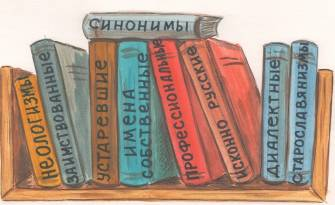 СИНОНИМЫ
НЕОЛОГИЗМЫ
ЗАИМСТВОВАННЫЕ
УСТАРЕВШИЕ
ИМЕНА
СОБСТВЕННЫЕ
ПРОФЕССИОНАЛЬНЫЕ
ИСКОННО РУССКИЕ
ДИАЛЕКТНЫЕ
СТАРОСЛАВЯНИЗМЫ